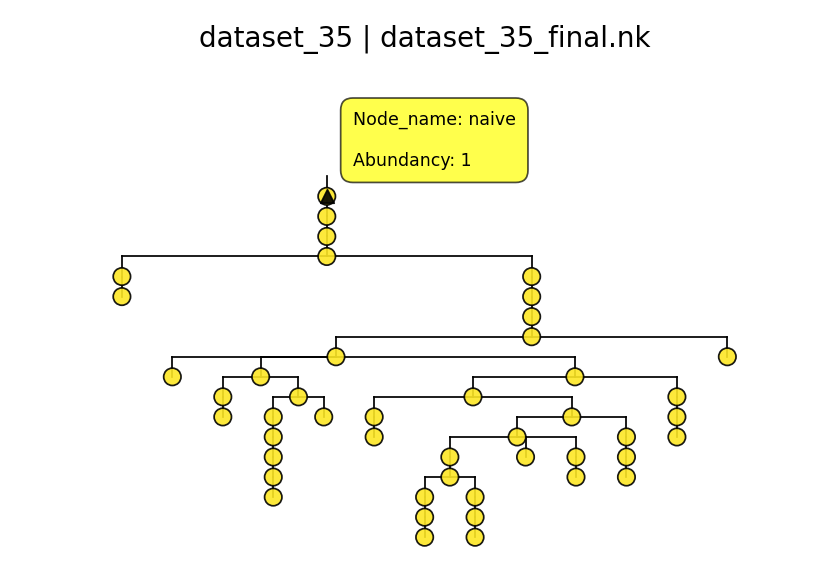 dataset_35 | dataset_35_final.nk
Node_name: naive
Abundancy: 1